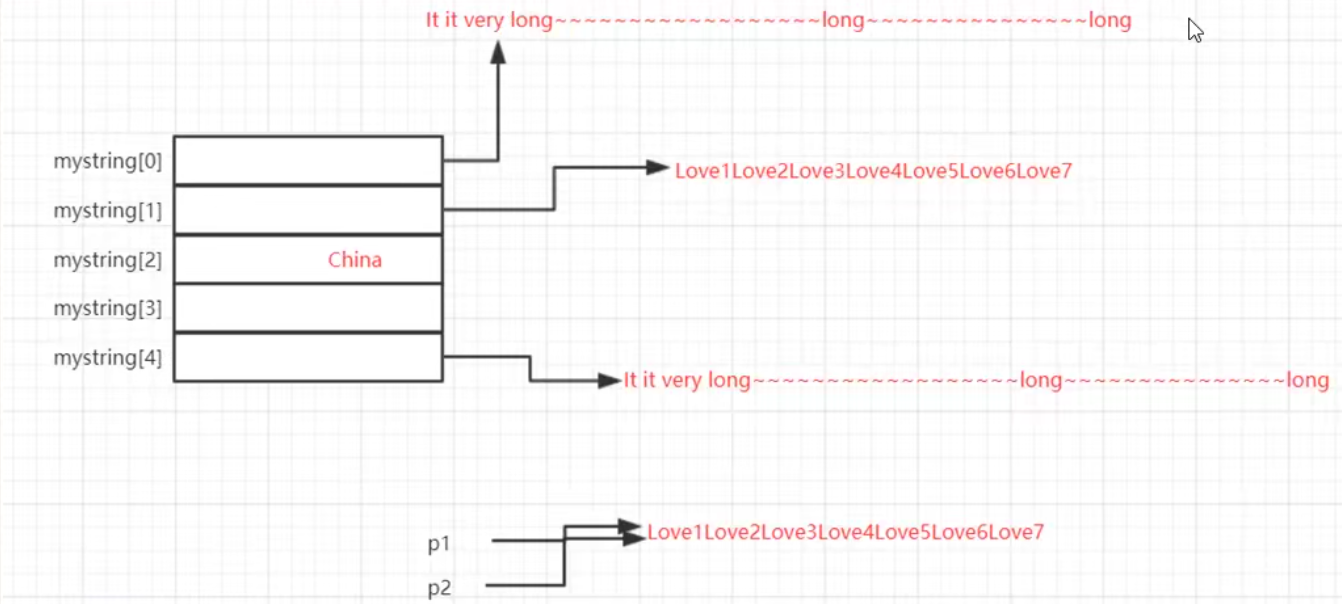 It it very long~~~~~~~~~~~~~~~~~~long~~~~~~~~~~~~~~~long
mystring[0]
Love1Love2Love3Love4Love5Love6Love7
mystring[1]
mystring[2] China
mystring[3]
mystring[4]
It it very long~~~~~~~~~~~~~~~~~~long~~~~~~~~~~~~~~~long
Love1Love2Love3Love4Love5Love6Love7
p1
p2